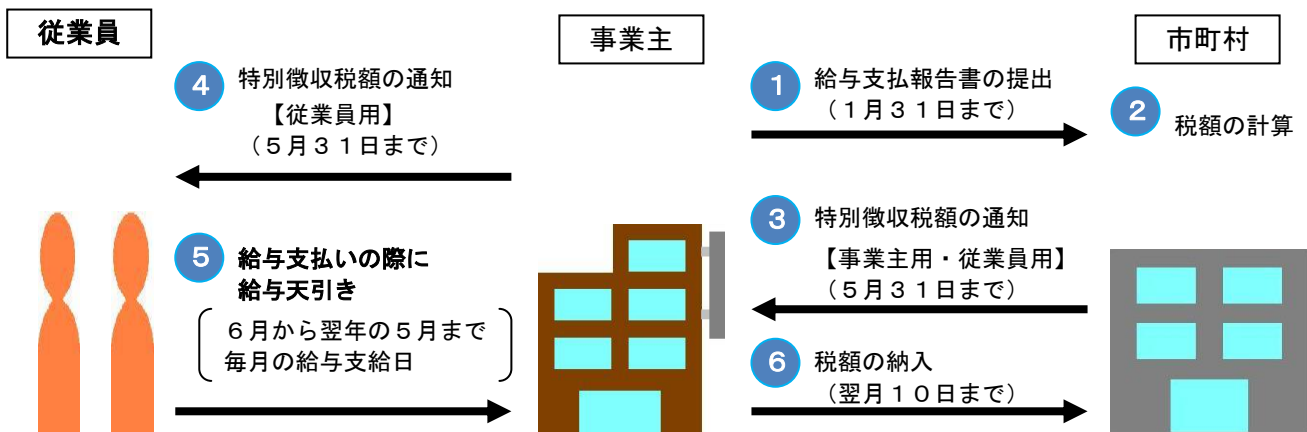 従業員
事業主
市町村
4 特別徴収税額の通知
【従業員用】
（５月３１日まで）
1 給与支払報告書の提出
（１月３１日まで）
2 税額の計算
3 特別徴収税額の通知
【事業主用・従業員用】
（５月３１日まで）
5 給与支払いの際に
給与天引き
６月から翌年の５月まで
毎月の給与支給日
6 税額の納入
（翌月１０日まで）